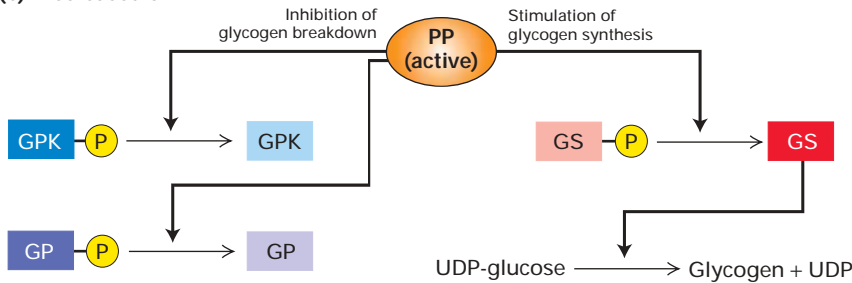 Inhibition of
glycogen breakdown
PP
(active)
Stimulation of
glycogen synthesis
GPK P GPK
GS P GS
GP P GP
UDP-glucose Glycogen + UDP